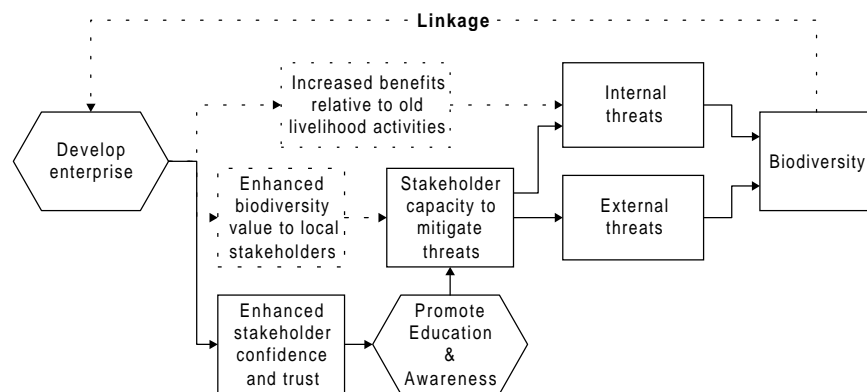 Linkage
Increased benefits
relative to old
livelihood activities
Internal
threats
Develop
enterprise
Biodiversity
Enhanced
biodiversity
value to local
stakeholders
Stakeholder
capacity to
mitigate
threats
External
threats
Enhanced
stakeholder
confidence
and trust
Promote
Education
&
Awareness